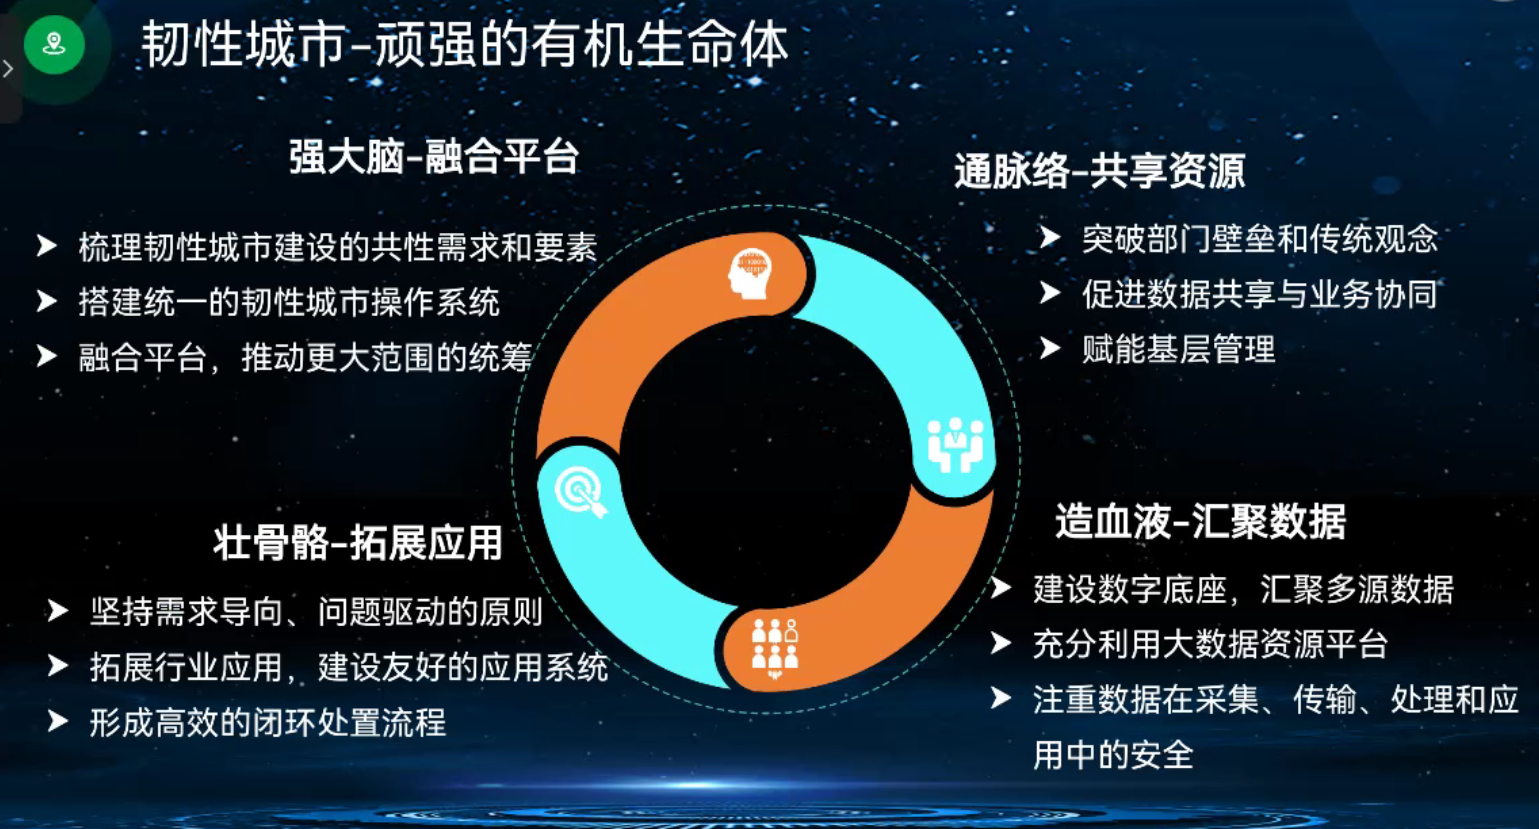 韧性城市-顽强的有机生命体
强大脑-融合平台
梳理韧性城市建设的共性需求和要素
搭建统一的韧性城市操作系统
融合平台，推动更大范围的统筹
通脉络-共享资源
突破部门壁垒和传统观念
促进数据共享与业务协同
赋能基层管理
壮骨骼-拓展应用
坚持需求导向、问题驱动的原则
拓展行业应用，建设友好的应用系统
形成高效的闭环处置流程
造血液-汇聚数据
建设数字底座，汇聚多源数据
充分利用大数据资源平台
注重数据在采集、传输、处理和应
用中的安全